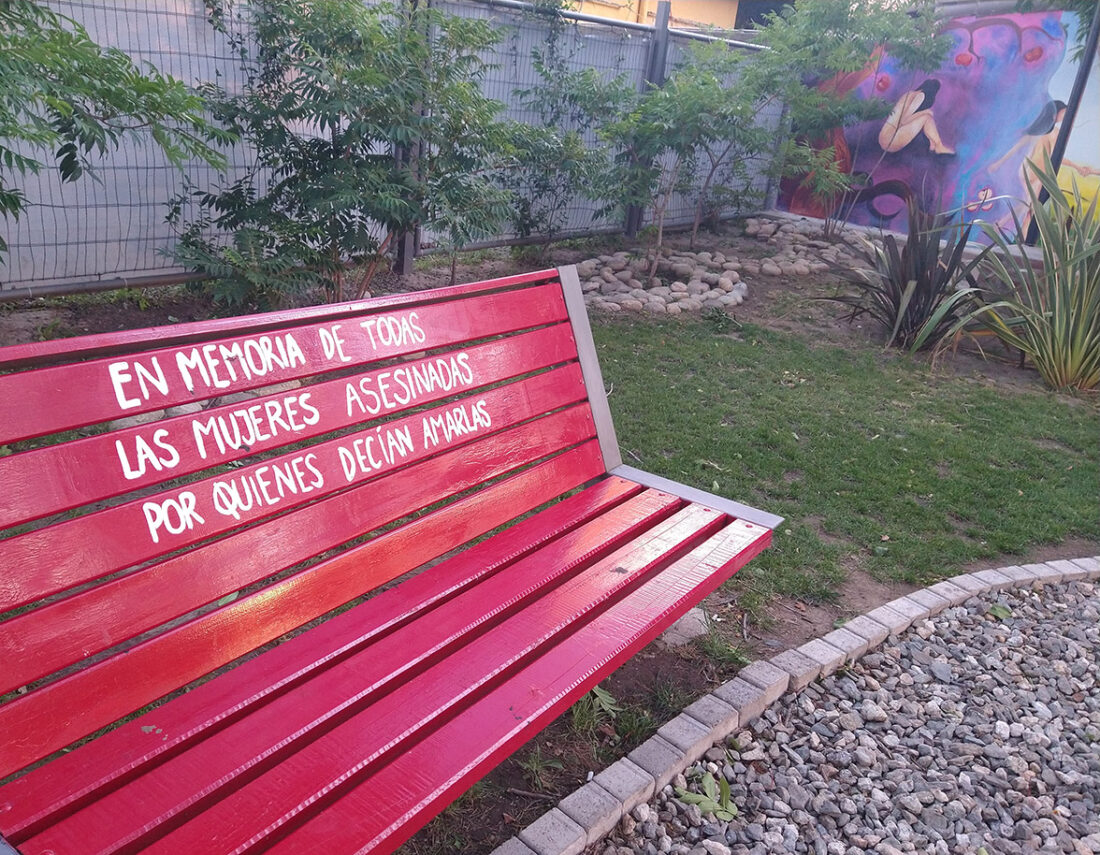 EN MEMORIA DE TODAS
LAS MUJERES ASESINADAS
POR QUIENES DECÍAN AMARLAS